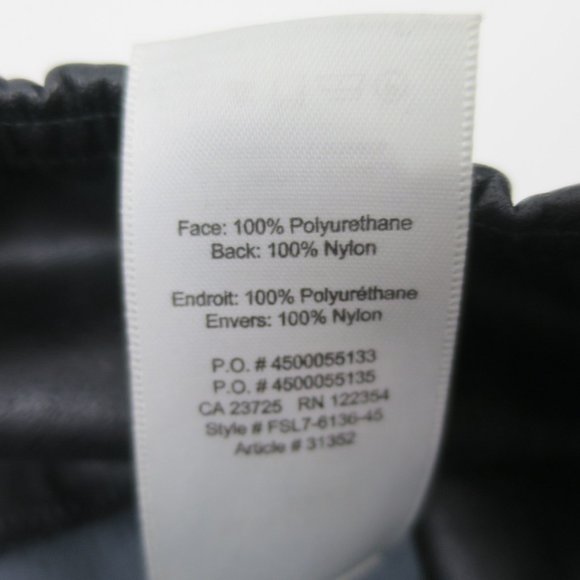 Face: 100% Polyurethane
Back: 100% Nylon
Endroit: 100% Polyuréthane
Envers: 100% Nylon
P.O. # 4500055133
P.O. # 4500055135
CA 23725 RN 122354
Style # FSL7-6136-45
Article # 31352